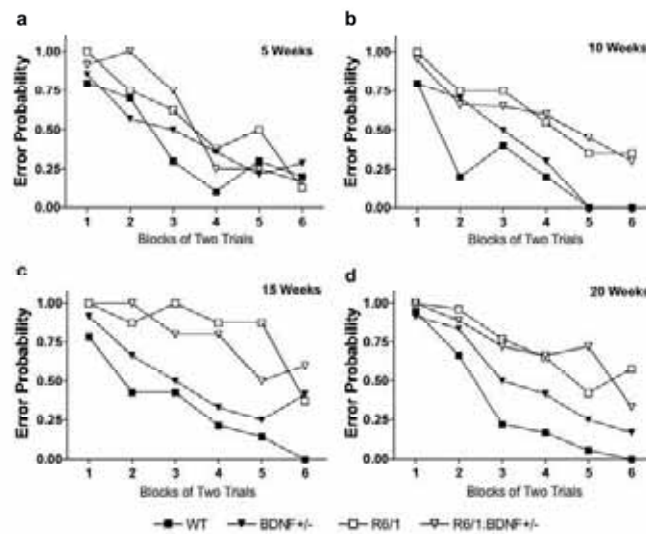 a
5 Weeks
Error Probability
1.00
0.75
0.50
0.25
0.00
1 2 3 4 5 6
Blocks of Two Trials
b
10 Weeks
Error Probability
1.00
0.75
0.50
0.25
0.00
1 2 3 4 5 6
Blocks of Two Trials
c
15 Weeks
Error Probability
1.00
0.75
0.50
0.25
0.00
1 2 3 4 5 6
Blocks of Two Trials
d
20 Weeks
Error Probability
1.00
0.75
0.50
0.25
0.00
1 2 3 4 5 6
Blocks of Two Trials
WT BDNF+/- R6/1 R6/1:BDNF+/-